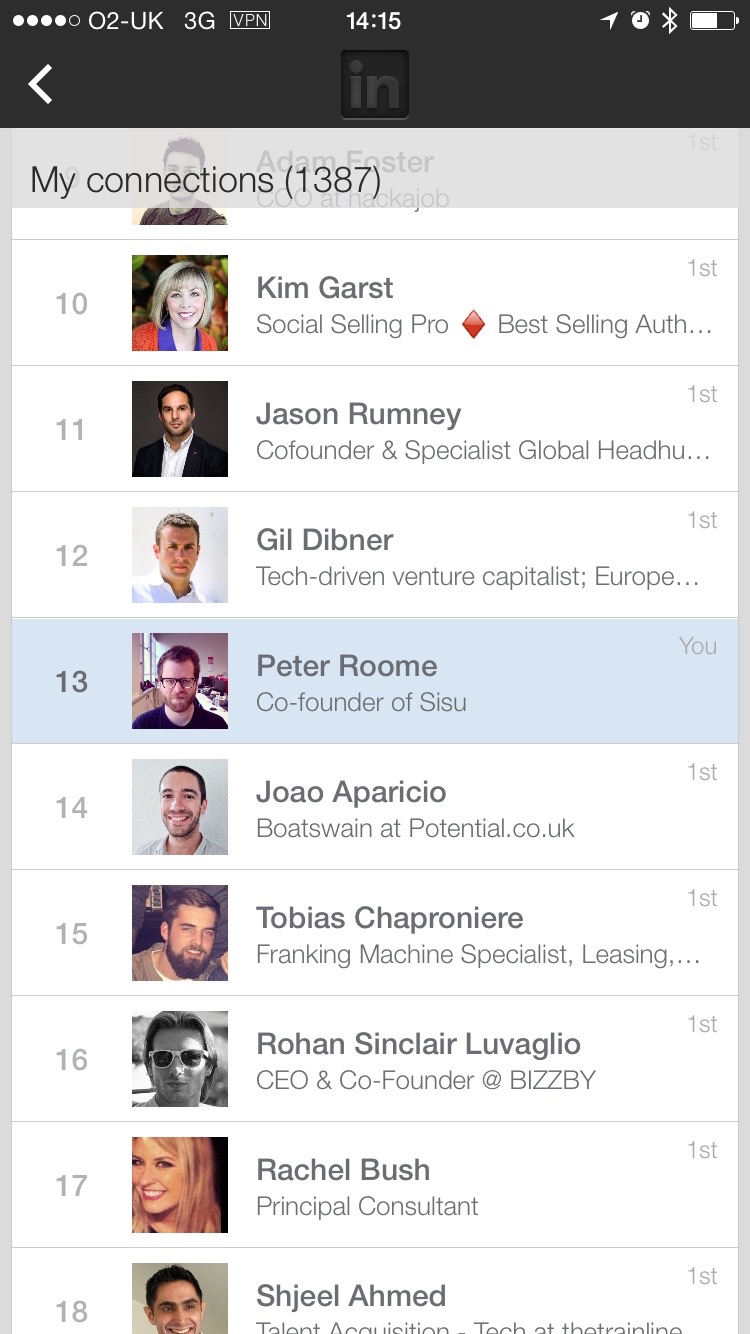 O2-UK 3G VPN 14:15
in
My connections (1387)
9 Adam Foster 1st
COO at hackajob
10 Kim Garst 1st
Social Selling Pro ♦ Best Selling Auth…
11 Jason Rumney 1st
Cofounder & Specialist Global Headhu…
12 Gil Dibner 1st
Tech-driven venture capitalist; Europe…
13 Peter Roome You
Co-founder of Sisu
14 Joao Aparicio 1st
Boatswain at Potential.co.uk
15 Tobias Chaproniere 1st
Franking Machine Specialist, Leasing,…
16 Rohan Sinclair Luvaglio 1st
CEO & Co-Founder @ BIZZBY
17 Rachel Bush 1st
Principal Consultant
18 Shjeel Ahmed 1st
Talent Acquisition - Tech at thetrainline